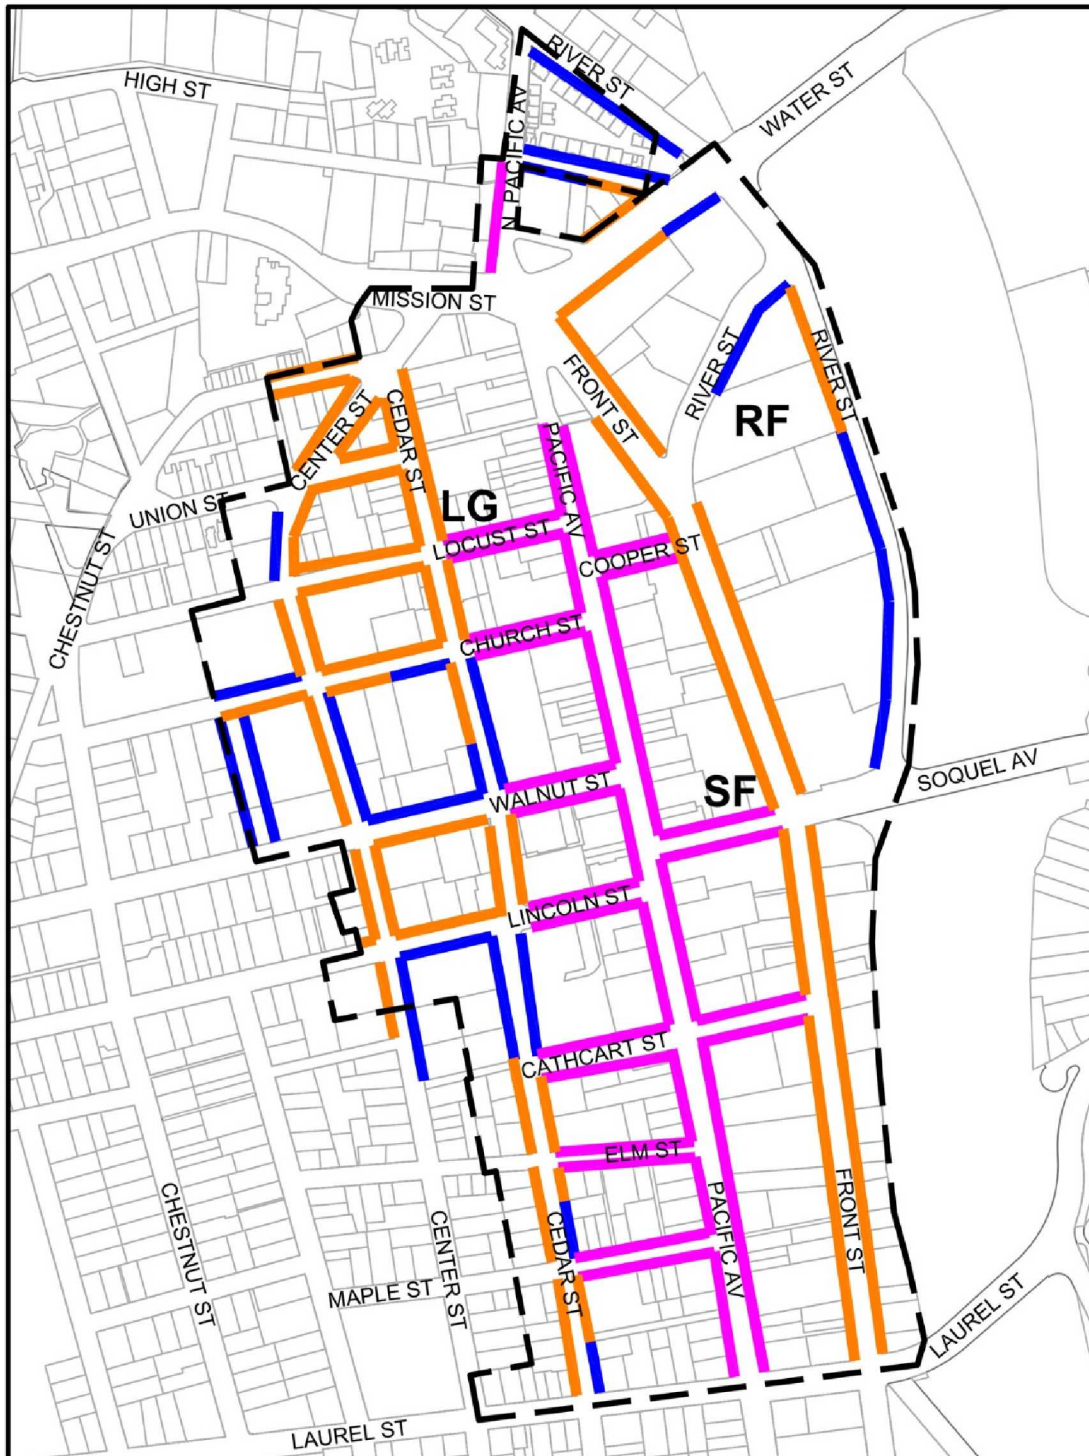 RIVER ST
HIGH ST
WATER ST
N PACIFIC AV
MISSION ST
RIVER ST
RIVER ST
FRONT ST
CENTER ST
CEDAR ST
RF
PACIFIC AV
LG
UNION ST
LOCUST ST
COOPER ST
CHESTNUT ST
CHURCH ST
SOQUEL AV
WALNUT ST
SF
LINCOLN ST
CATHCART ST
ELM ST
CHESTNUT ST
CENTER ST
CEDAR ST
PACIFIC AV
FRONT ST
MAPLE ST
LAUREL ST
LAUREL ST